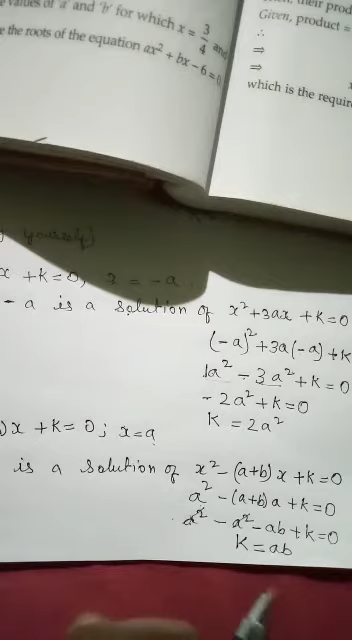 values of 'a' and 'b' for which x = 3/4 and
the roots of the equation ax² + bx − 6 = 0
their prod
Given, product =
∴
⇒
⇒
which is the requir
yourself)
x + k = 0, x = −a
− a is a solution of x² + 3ax + k = 0
(−a)² + 3a(−a) + k
1a² − 3a² + k = 0
− 2a² + k = 0
k = 2a²
)x + k = 0; x = a
is a solution of x² − (a+b)x + k = 0
a² − (a+b)a + k = 0
a² − a² − ab + k = 0
k = ab